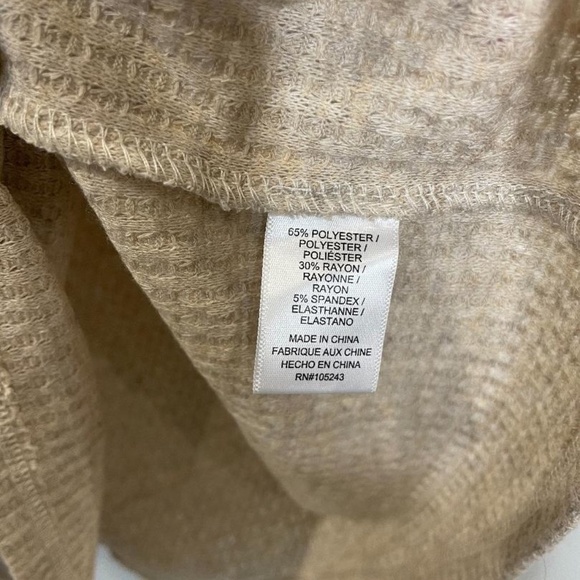 65% POLYESTER /
POLYESTER /
POLIÉSTER
30% RAYON /
RAYONNE /
RAYON
5% SPANDEX /
ELASTHANNE /
ELASTANO
MADE IN CHINA
FABRIQUE AUX CHINE
HECHO EN CHINA
RN#105243